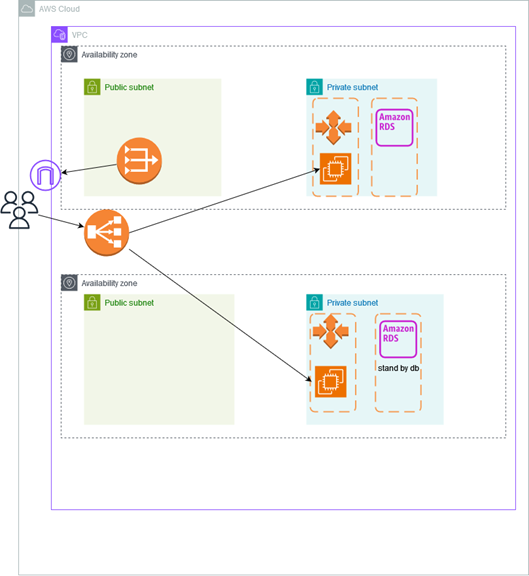 AWS Cloud
VPC
Availability zone
Public subnet
Private subnet
Amazon
RDS
Availability zone
Public subnet
Private subnet
Amazon
RDS
stand by db